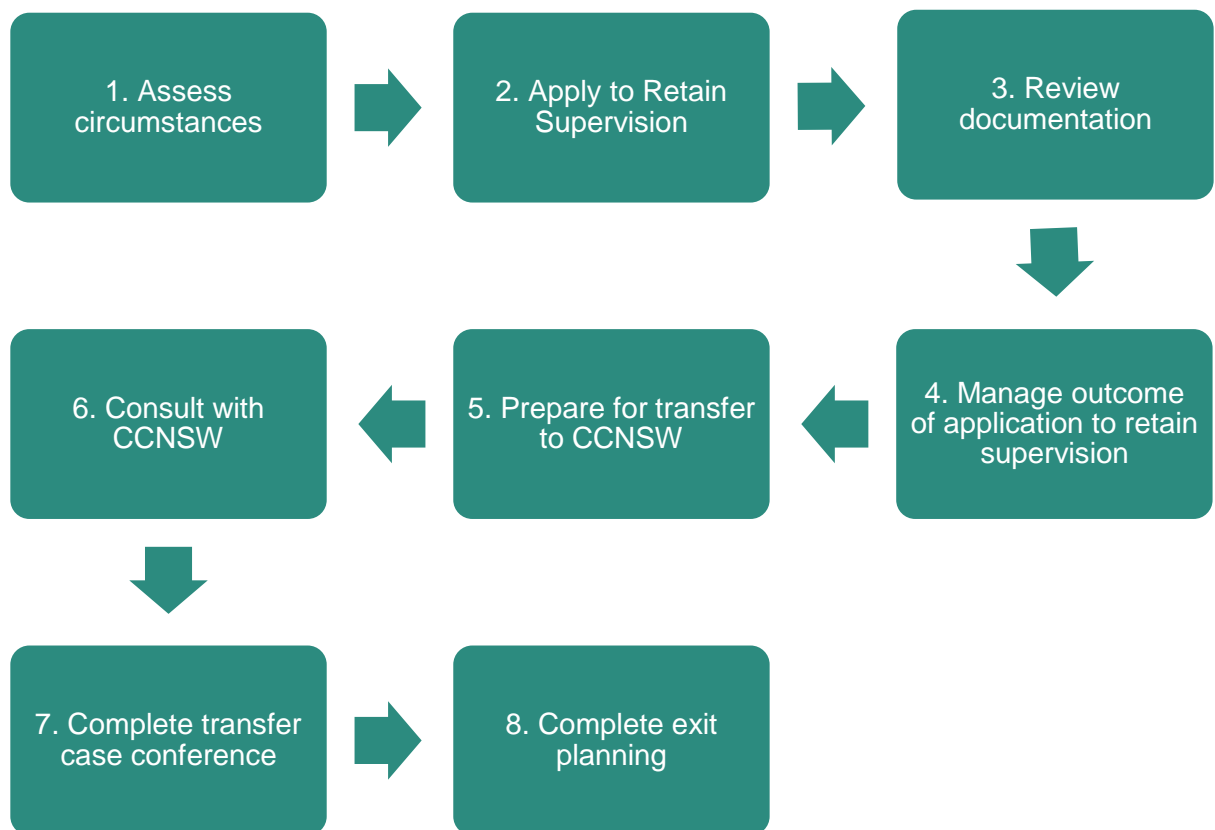 1. Assess
circumstances
2. Apply to Retain
Supervision
3. Review
documentation
4. Manage outcome
of application to retain
supervision
5. Prepare for transfer
to CCNSW
6. Consult with
CCNSW
7. Complete transfer
case conference
8. Complete exit
planning